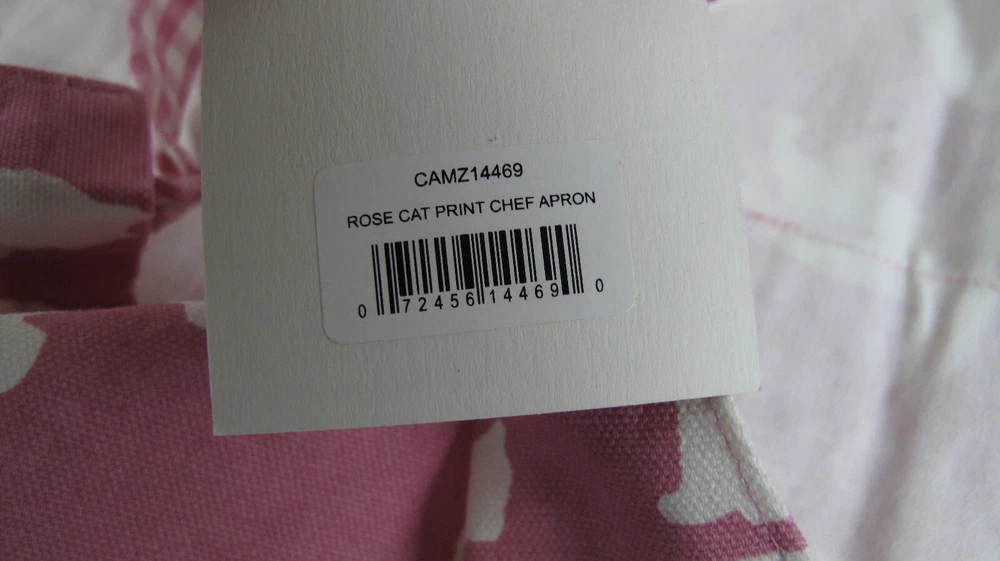 CAMZ14469
ROSE CAT PRINT CHEF APRON
0 72456 14469 0